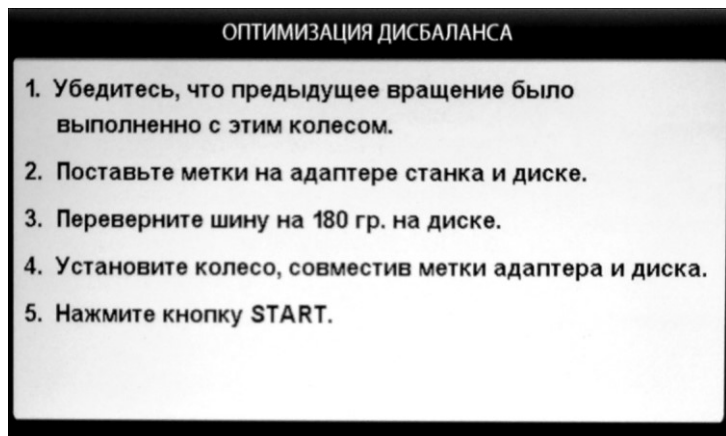 ОПТИМИЗАЦИЯ ДИСБАЛАНСА
1. Убедитесь, что предыдущее вращение было
выполненно с этим колесом.
2. Поставьте метки на адаптере станка и диске.
3. Переверните шину на 180 гр. на диске.
4. Установите колесо, совместив метки адаптера и диска.
5. Нажмите кнопку START.